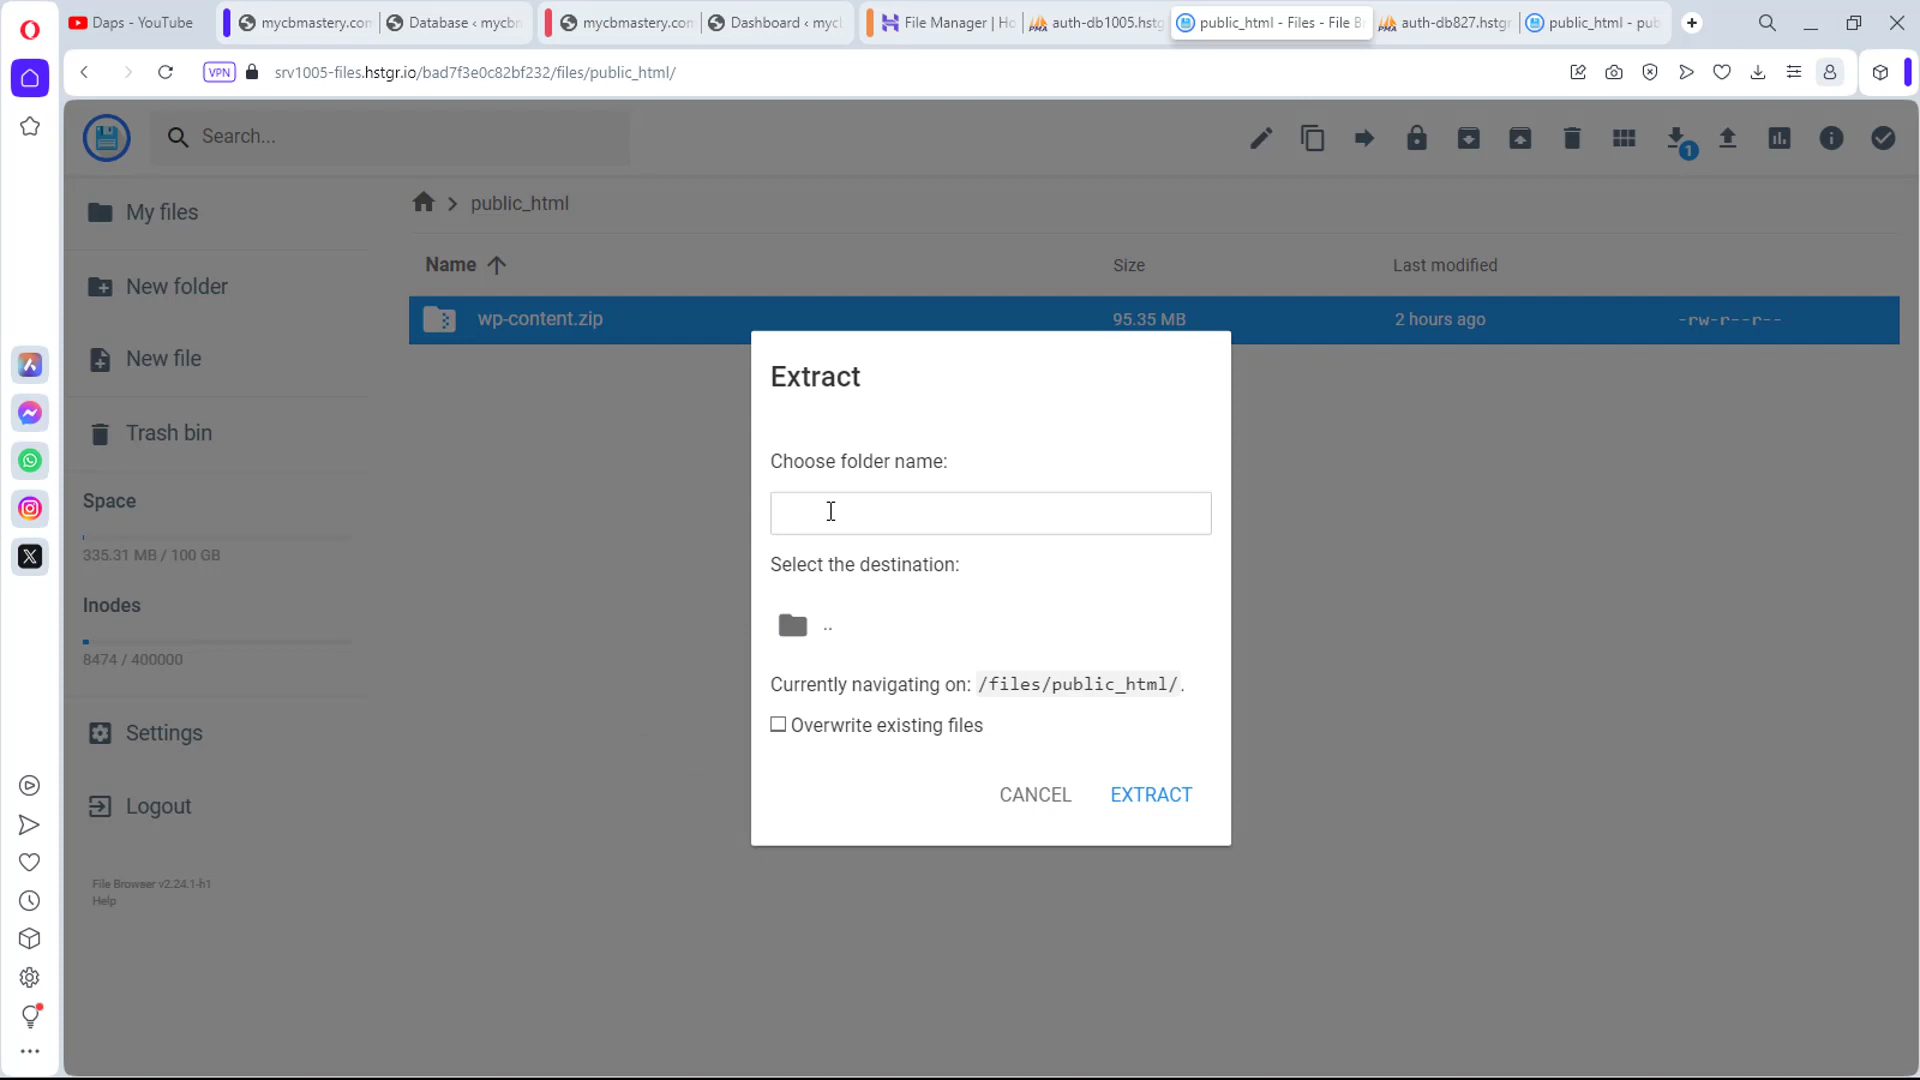 Daps - YouTube
mycbmastery.com
Database < mycbn
mycbmastery.com
Dashboard < mycl
File Manager | Ho
auth-db1005.hstg
public_html - Files - File B
auth-db827.hstgr
public_html - pub
VPN
srv1005-files.hstgr.io/bad7f3e0c82bf232/files/public_html/
Search...
1
My files
public_html
Name
Size
Last modified
New folder
wp-content.zip
95.35 MB
2 hours ago
-rw-r--r--
New file
Extract
Trash bin
Choose folder name:
Space
335.31 MB / 100 GB
Select the destination:
Inodes
..
8474 / 400000
Currently navigating on: /files/public_html/.
Settings
Overwrite existing files
CANCEL
EXTRACT
Logout
File Browser v2.24.1-h1
Help